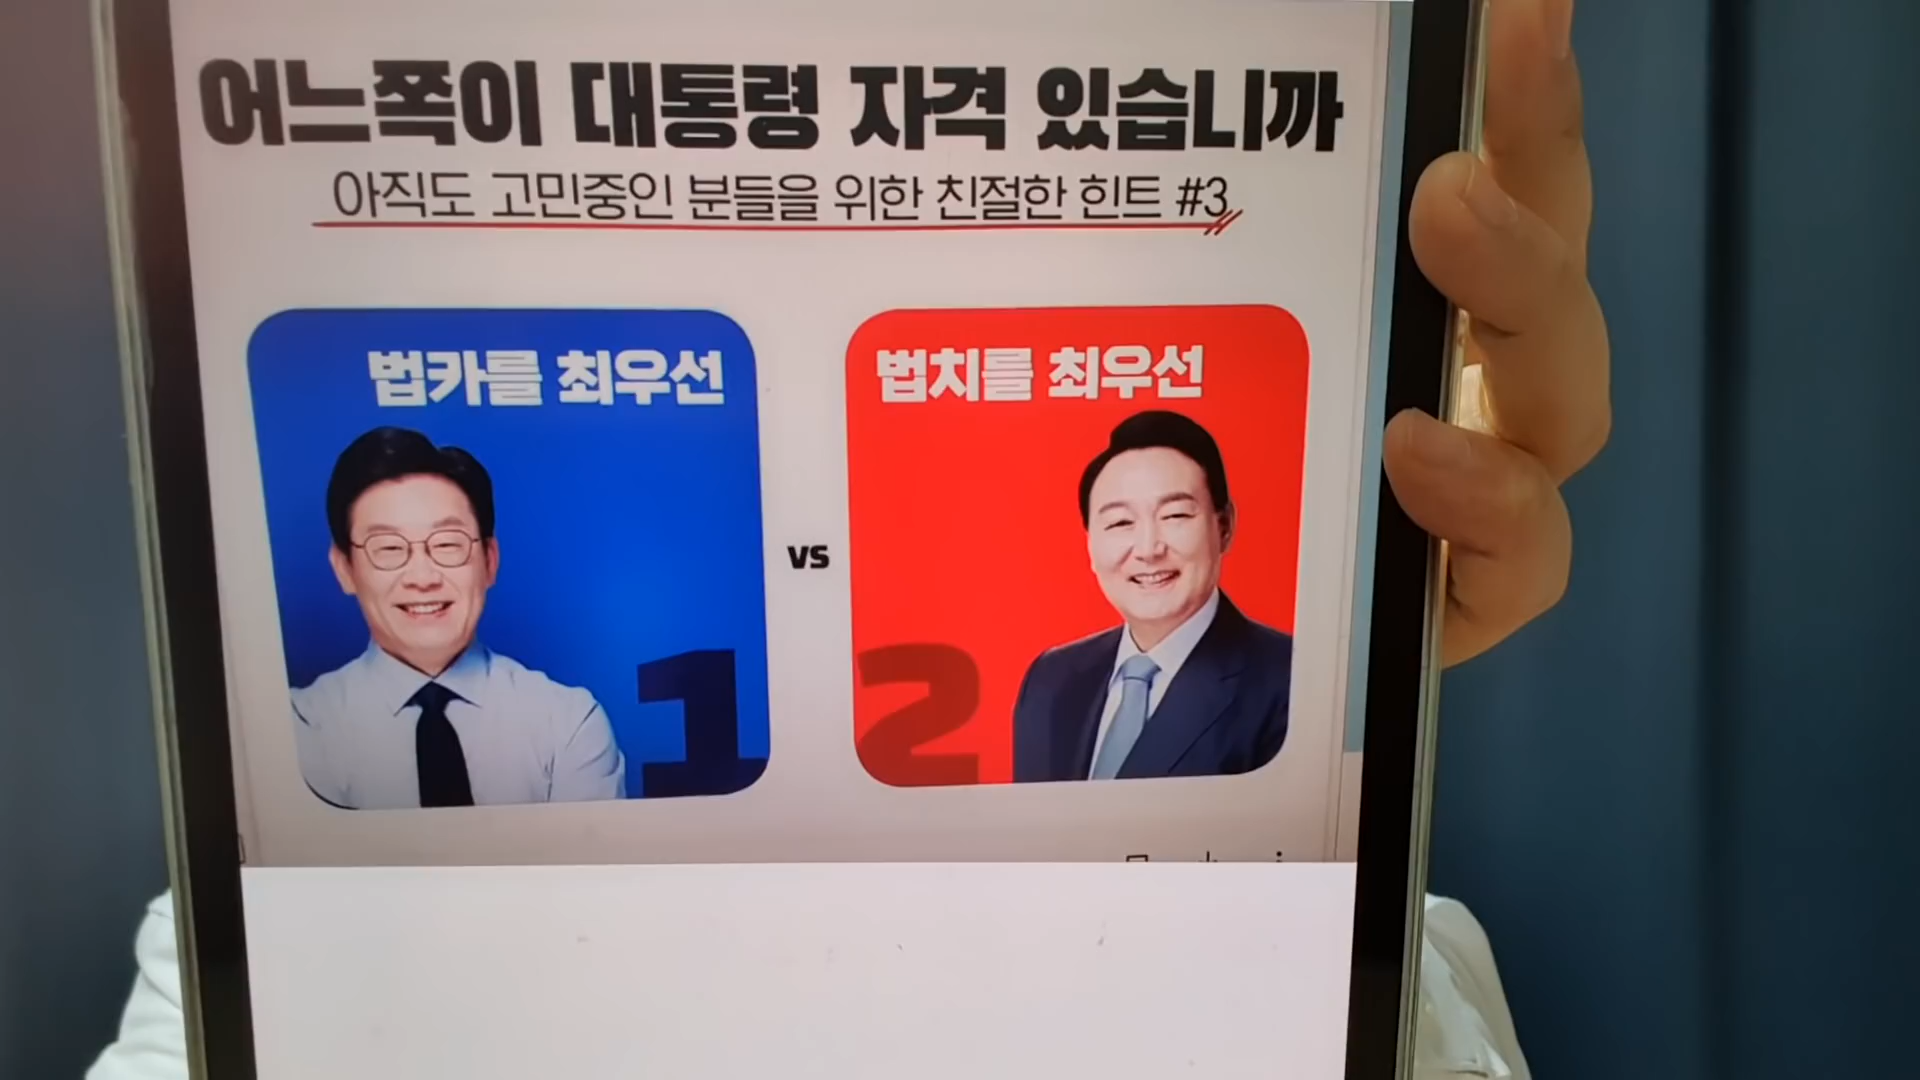 어느쪽이 대통령 자격 있습니까
아직도 고민중인 분들을 위한 친절한 힌트 #3
법카를 최우선
1
vs
법치를 최우선
2